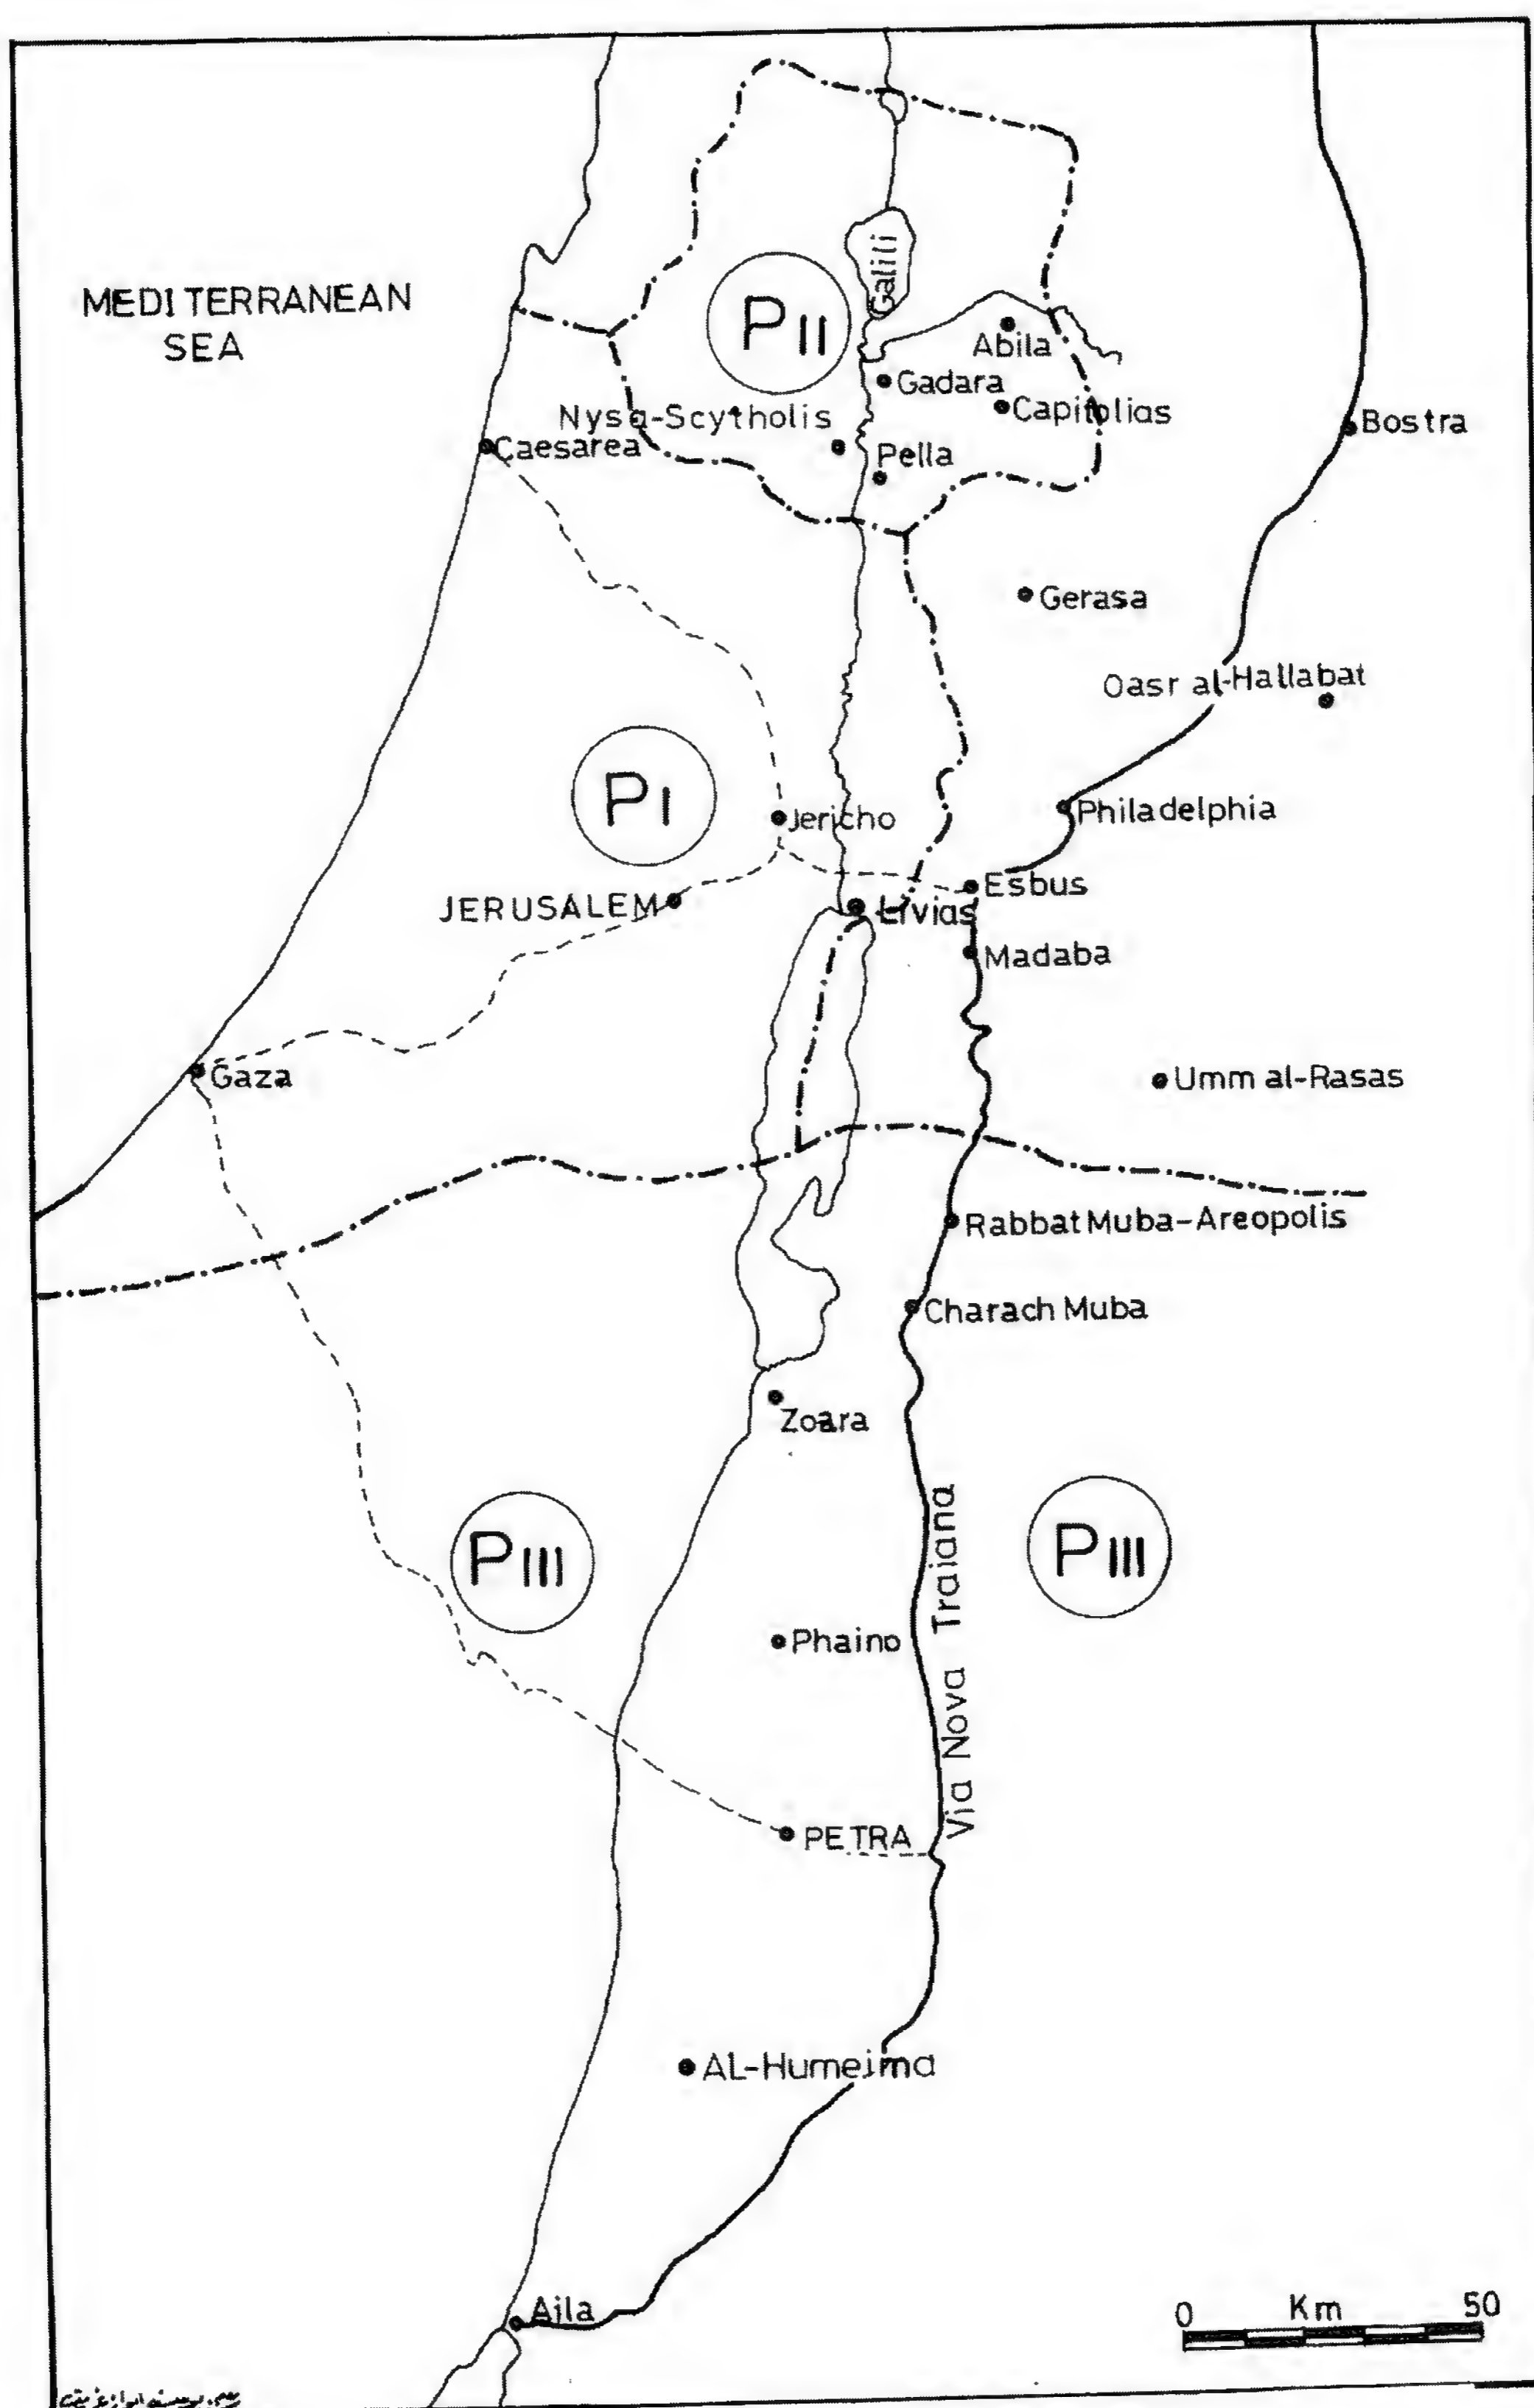 MEDITERRANEAN
SEA
Galili
PII
Abila
Gadara
Capitolias
Nysa-Scytholis
Bostra
Caesarea
Pella
Gerasa
Oasr al-Hallabat
PI
Jericho
Philadelphia
Esbus
JERUSALEM
Livias
Madaba
Gaza
Umm al-Rasas
Rabbat Muba-Areopolis
Charach Muba
Zoara
PIII
PIII
Via Nova Traiana
Phaino
PETRA
AL-Humeima
Aila
0 Km 50